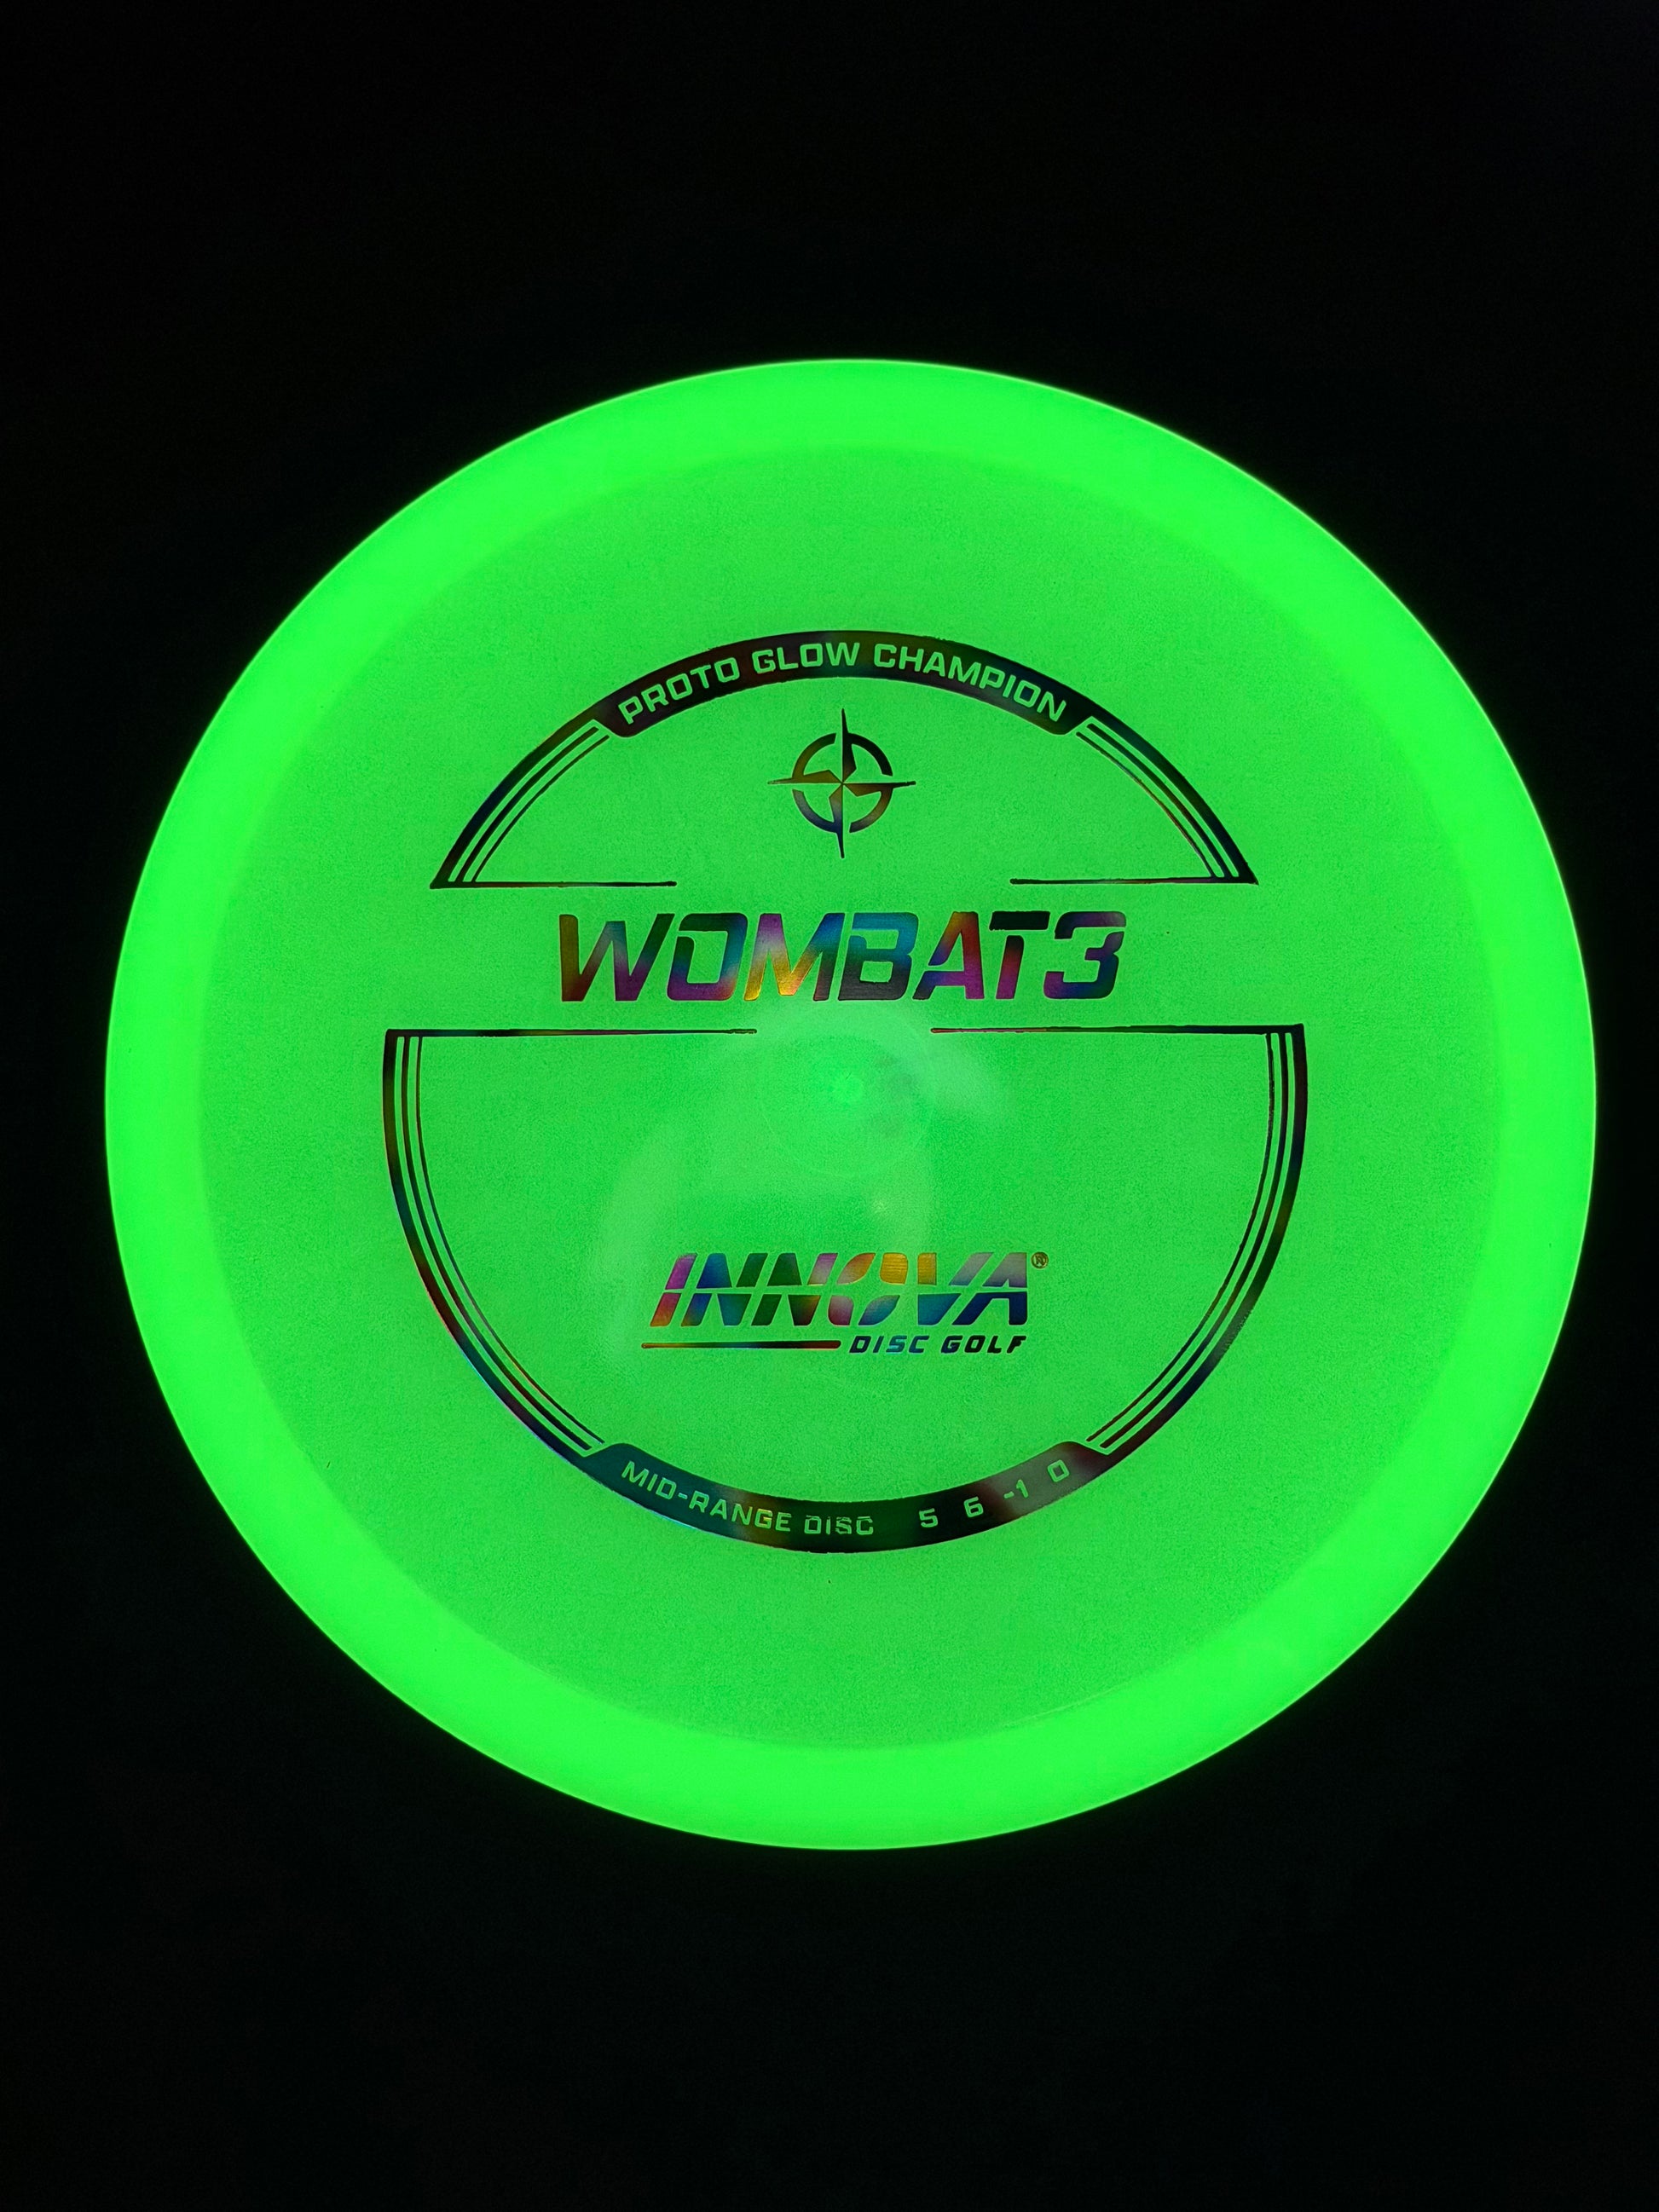 PROTO GLOW CHAMPION
WOMBAT3
INNOVA®
DISC GOLF
MID-RANGE DISC 5 6 -1 0